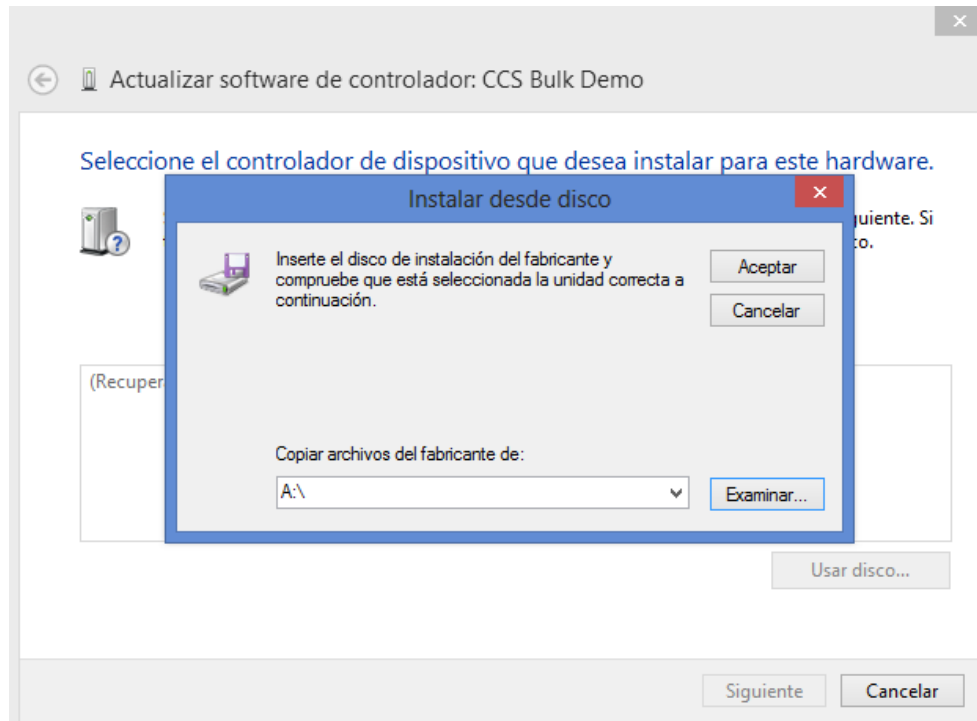 Actualizar software de controlador: CCS Bulk Demo
Seleccione el controlador de dispositivo que desea instalar para este hardware.
Instalar desde disco
guiente. Si
co.
Inserte el disco de instalación del fabricante y
compruebe que está seleccionada la unidad correcta a
continuación.
Aceptar
Cancelar
(Recuper
Copiar archivos del fabricante de:
A:\
Examinar...
Usar disco...
Siguiente
Cancelar